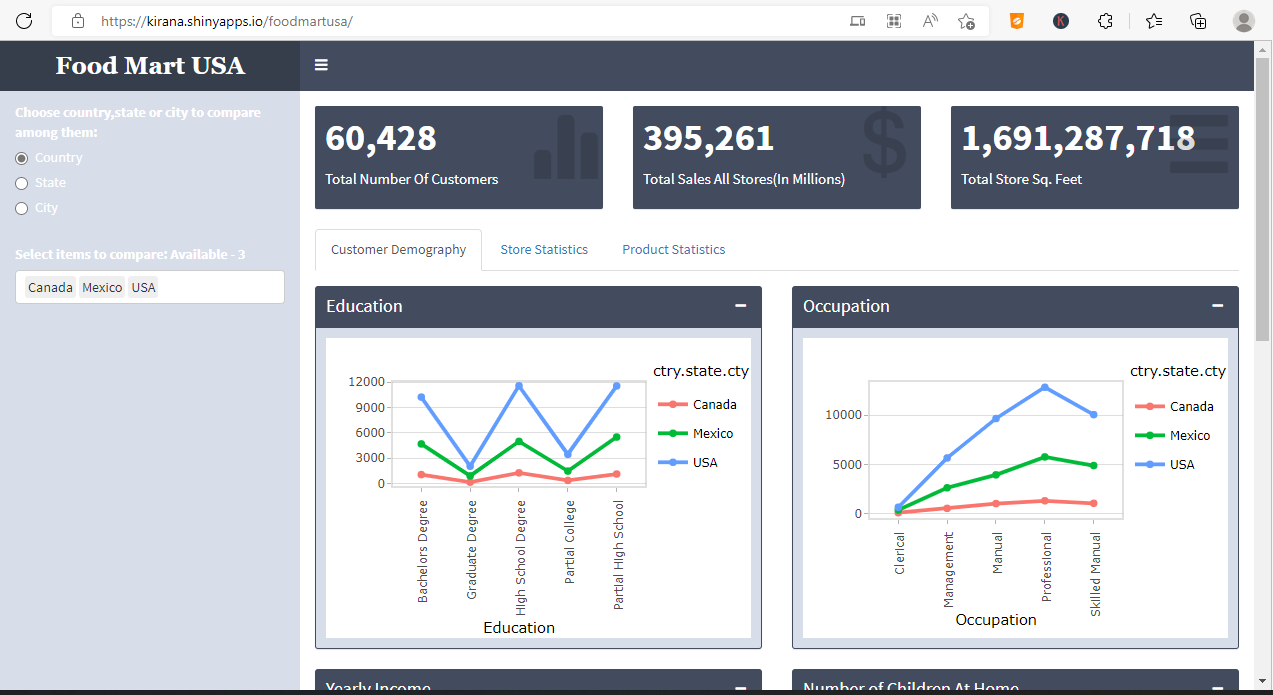 https://kirana.shinyapps.io/foodmartusa/
Food Mart USA
Choose country,state or city to compare
among them:
Country
State
City
Select items to compare: Available - 3
Canada Mexico USA
60,428
Total Number Of Customers
395,261
Total Sales All Stores(In Millions)
1,691,287,718
Total Store Sq. Feet
Customer Demography Store Statistics Product Statistics
Education
ctry.state.cty
Canada
Mexico
USA
12000
9000
6000
3000
0
Bachelors Degree
Graduate Degree
High School Degree
Partial College
Partial High School
Education
Occupation
ctry.state.cty
Canada
Mexico
USA
10000
5000
0
Clerical
Management
Manual
Professional
Skilled Manual
Occupation
Yearly Income
Number of Children At Home